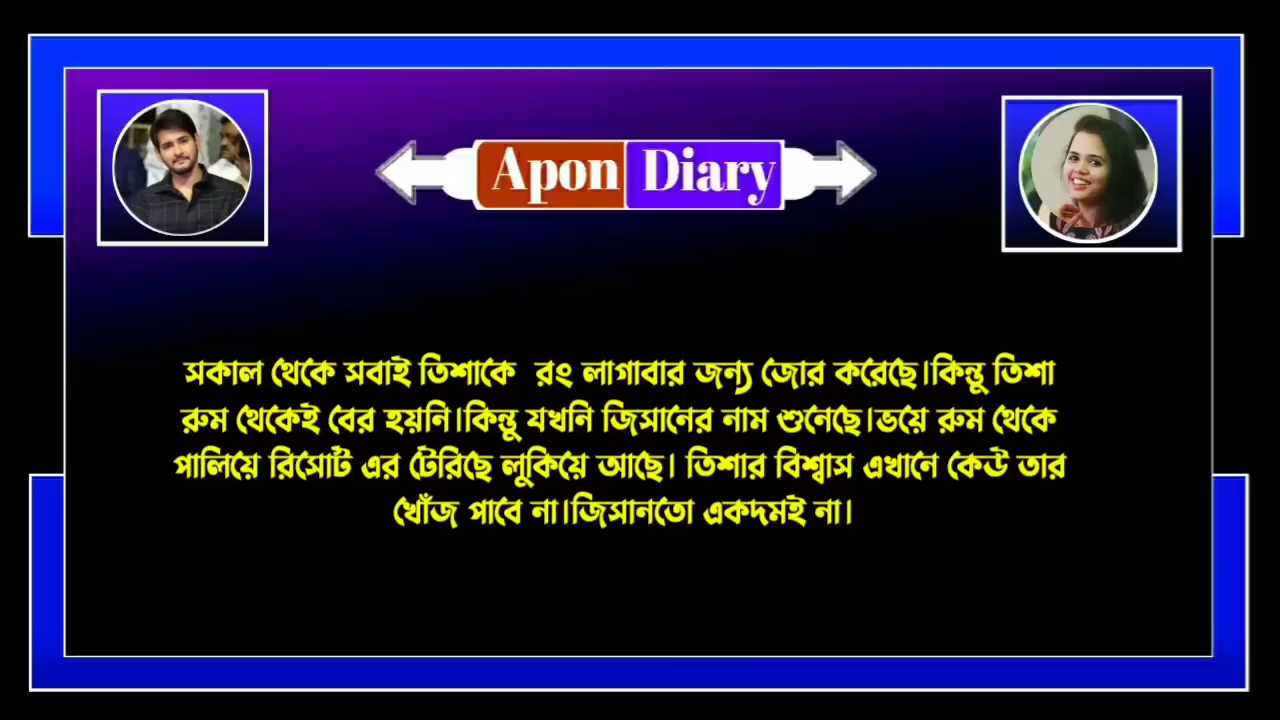 Apon Diary
সকাল থেকে সবাই তিশাকে রং লাগাবার জন্য জোর করেছে।কিন্তু তিশা
রুম থেকেই বের হয়নি।কিন্তু যখনি জিসানের নাম শুনেছে।ভয়ে রুম থেকে
পালিয়ে রিসোর্ট এর টেরিছে লুকিয়ে আছে। তিশার বিশ্বাস এখানে কেউ তার
খোঁজ পাবে না।জিসানতো একদমই না।